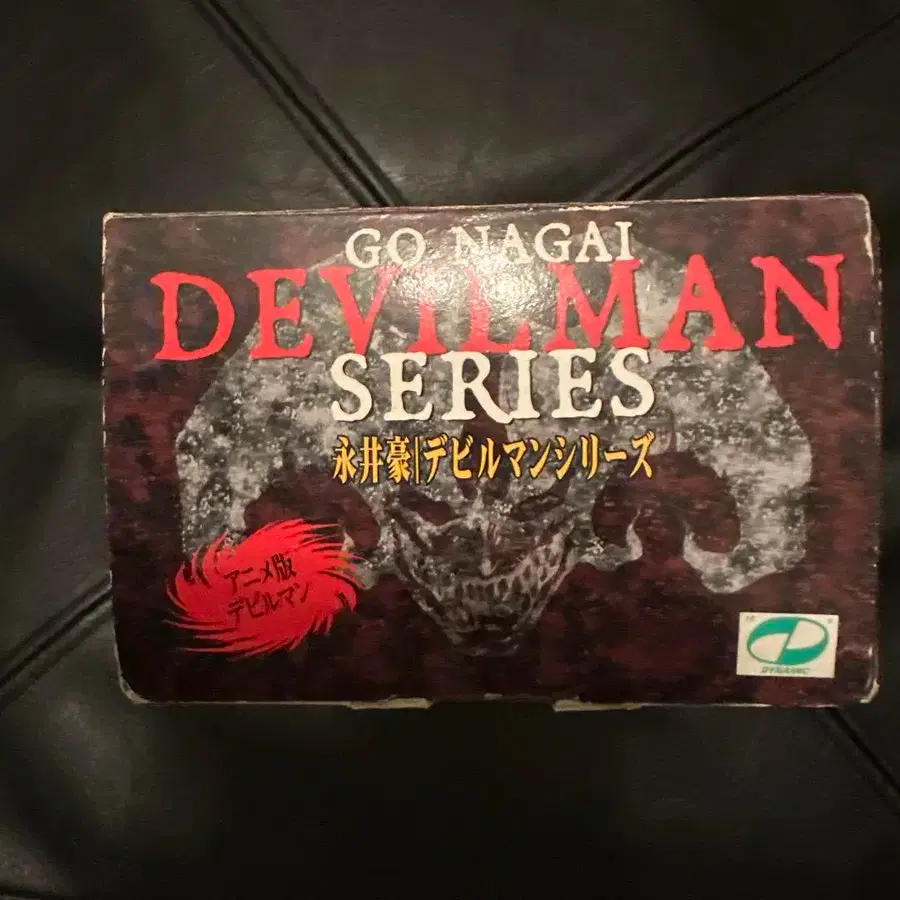 GO NAGAI
DEVILMAN
SERIES
永井豪|デビルマンシリーズ
アニメ版
デビルマン
DYNAMIC